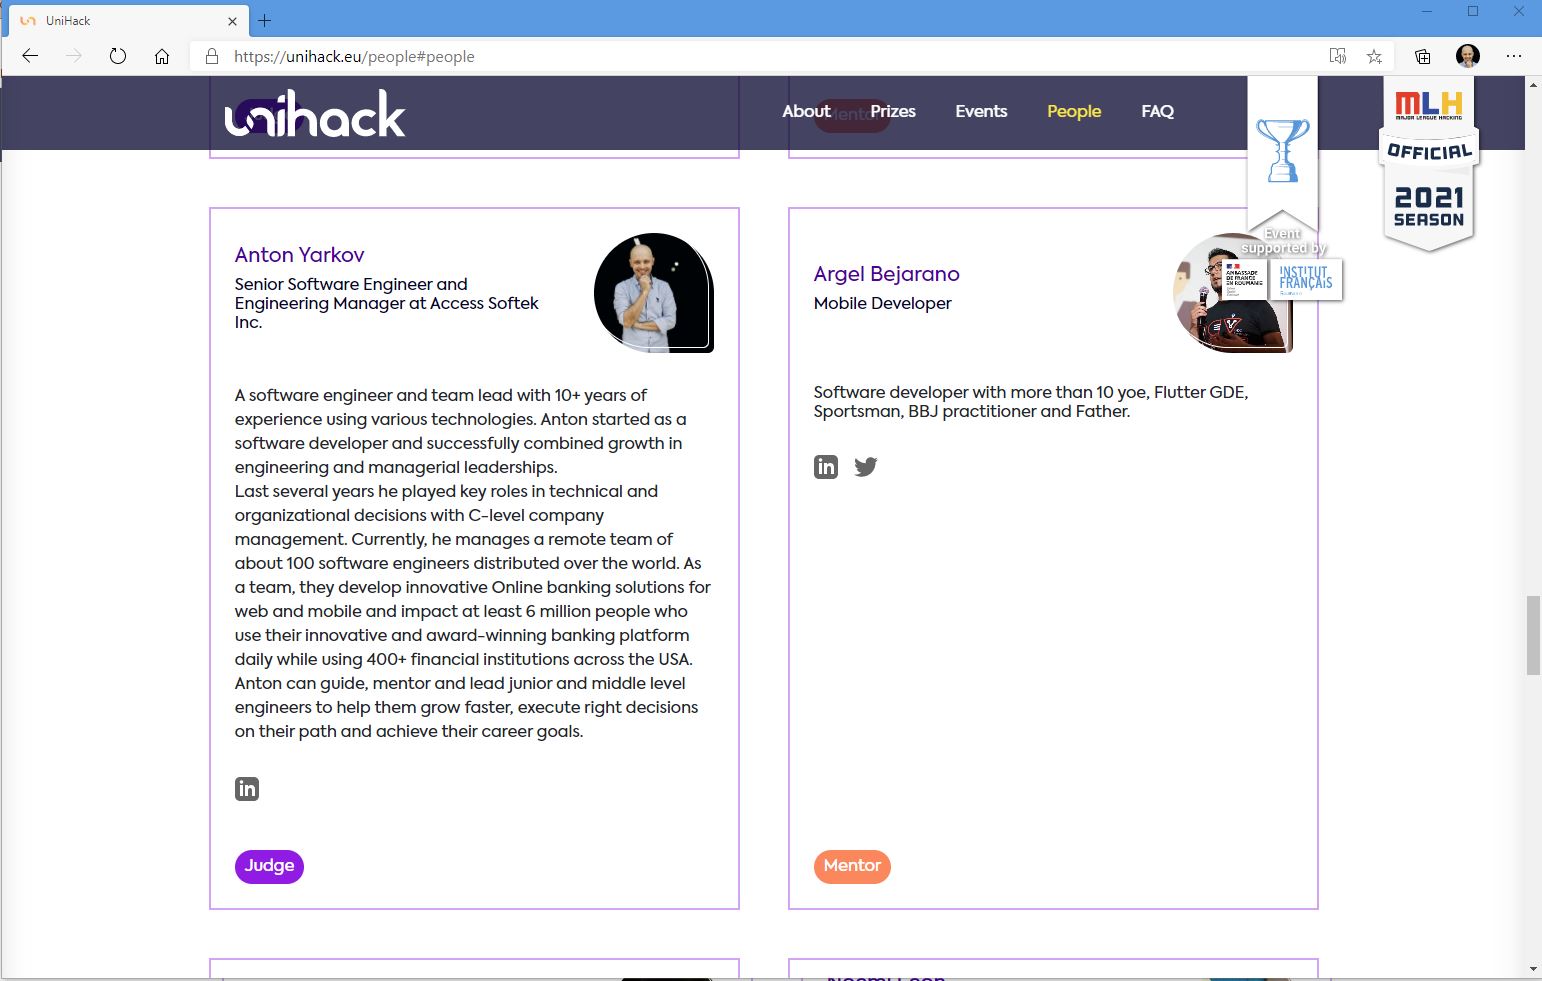 UniHack
https://unihack.eu/people#people
unihack
About
Prizes
Events
People
FAQ
Mentor
MLH
MAJOR LEAGUE HACKING
OFFICIAL
2021
SEASON
Event
supported by
AMBASSADE
DE FRANCE
EN ROUMANIE
INSTITUT
FRANÇAIS
Anton Yarkov
Senior Software Engineer and
Engineering Manager at Access Softek
Inc.
A software engineer and team lead with 10+ years of
experience using various technologies. Anton started as a
software developer and successfully combined growth in
engineering and managerial leaderships.
Last several years he played key roles in technical and
organizational decisions with C-level company
management. Currently, he manages a remote team of
about 100 software engineers distributed over the world. As
a team, they develop innovative Online banking solutions for
web and mobile and impact at least 6 million people who
use their innovative and award-winning banking platform
daily while using 400+ financial institutions across the USA.
Anton can guide, mentor and lead junior and middle level
engineers to help them grow faster, execute right decisions
on their path and achieve their career goals.
in
Judge
Argel Bejarano
Mobile Developer
Software developer with more than 10 yoe, Flutter GDE,
Sportsman, BBJ practitioner and Father.
in
Mentor